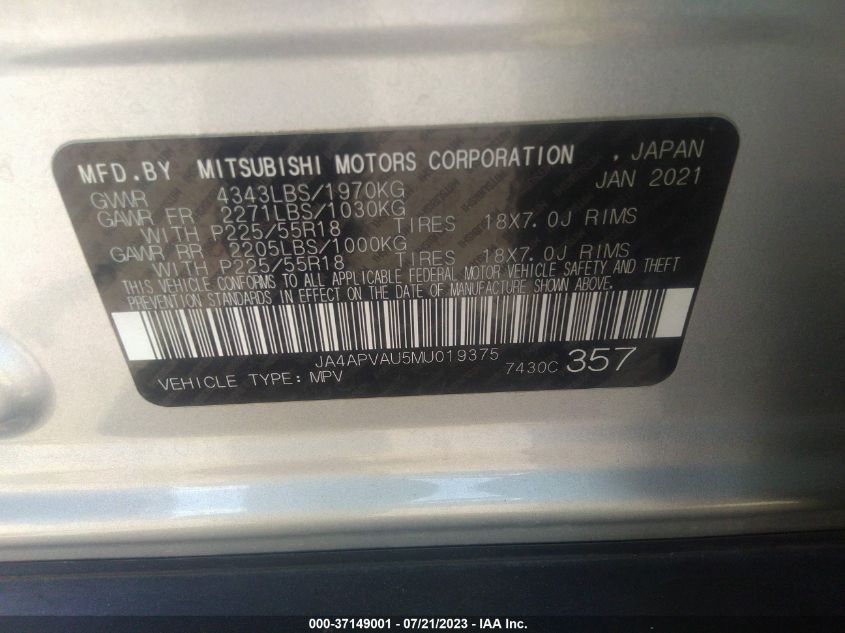 MFD.BY MITSUBISHI MOTORS CORPORATION , JAPAN
JAN 2021
GWWR 4343LBS/1970KG
GAWR FR 2271LBS/1030KG
WITH P225/55R18 TIRES 18X7.0J RIMS
GAWR RR 2205LBS/1000KG
WITH P225/55R18 TIRES 18X7.0J RIMS
THIS VEHICLE CONFORMS TO ALL APPLICABLE FEDERAL MOTOR VEHICLE SAFETY AND THEFT
PREVENTION STANDARDS IN EFFECT ON THE DATE OF MANUFACTURE SHOWN ABOVE.
JA4APVAU5MU019375
VEHICLE TYPE: MPV 7430C 357
000-37149001 - 07/21/2023 - IAA Inc.